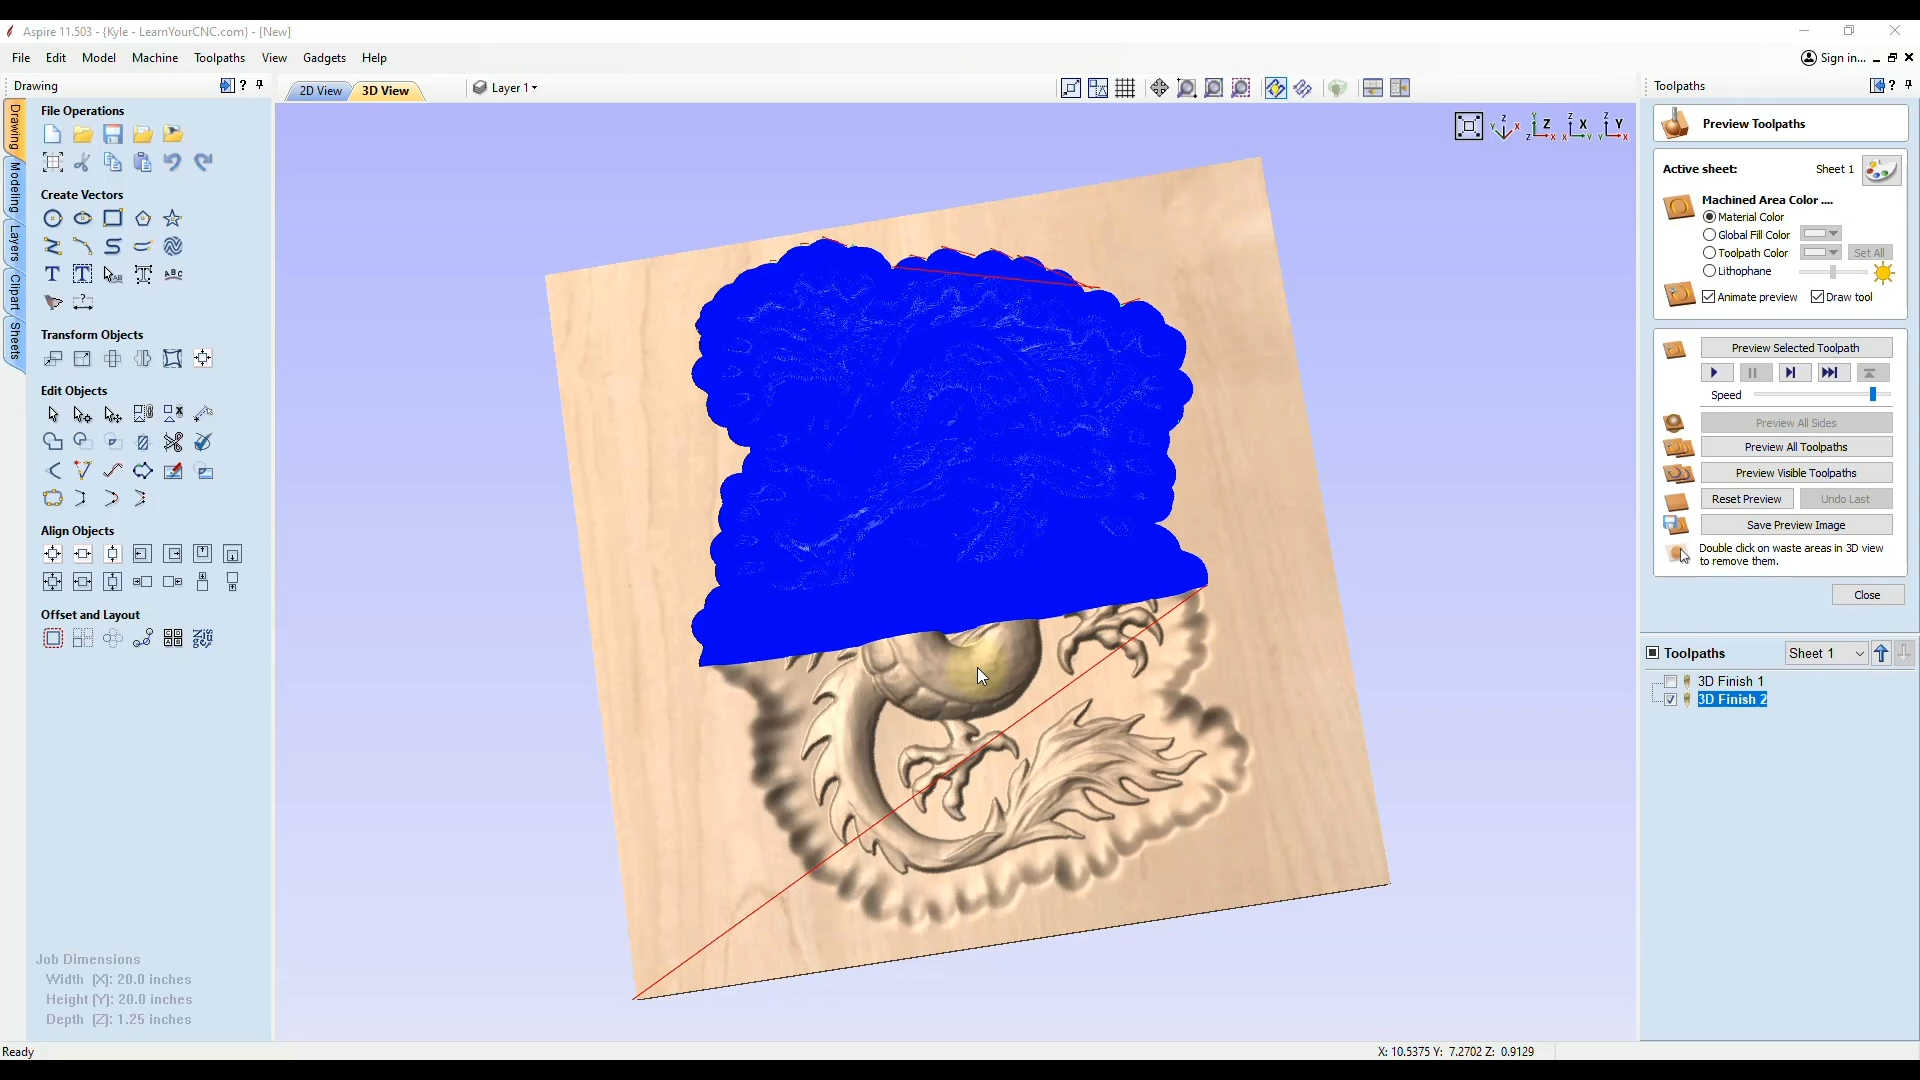 Aspire 11.503 - {Kyle - LearnYourCNC.com} - [New]
File Edit Model Machine Toolpaths View Gadgets Help
Sign in...
Drawing
2D View
3D View
Layer 1
Toolpaths
Drawing
Modeling
Layers
Clipart
Sheets
File Operations
Create Vectors
Transform Objects
Edit Objects
Align Objects
Offset and Layout
Job Dimensions
Width (X): 20.0 inches
Height (Y): 20.0 inches
Depth (Z): 1.25 inches
Preview Toolpaths
Active sheet: Sheet 1
Machined Area Color ....
Material Color
Global Fill Color
Toolpath Color Set All
Lithophane
Animate preview Draw tool
Preview Selected Toolpath
Speed
Preview All Sides
Preview All Toolpaths
Preview Visible Toolpaths
Reset Preview Undo Last
Save Preview Image
Double click on waste areas in 3D view
to remove them.
Close
Toolpaths Sheet 1
3D Finish 1
3D Finish 2
Ready
X: 10.5375 Y: 7.2702 Z: 0.9129